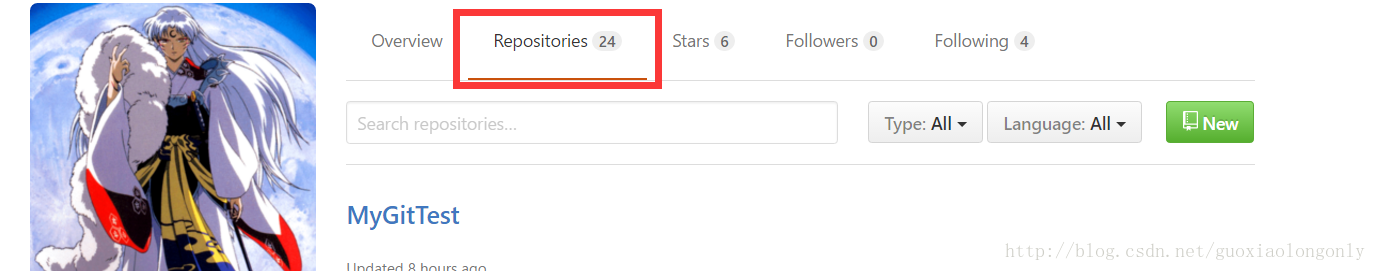 Overview Repositories 24 Stars 6 Followers 0 Following 4
Search repositories... Type: All Language: All New
MyGitTest
Updated 8 hours ago
http://blog.csdn.net/guoxiaolongonly